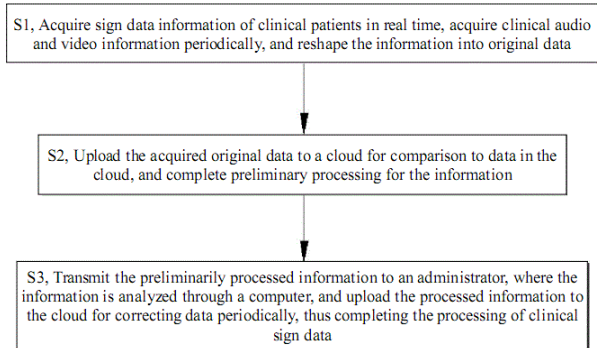 S1, Acquire sign data information of clinical patients in real time, acquire clinical audio
and video information periodically, and reshape the information into original data
S2, Upload the acquired original data to a cloud for comparison to data in the
cloud, and complete preliminary processing for the information
S3, Transmit the preliminarily processed information to an administrator, where the
information is analyzed through a computer, and upload the processed information to
the cloud for correcting data periodically, thus completing the processing of clinical
sign data